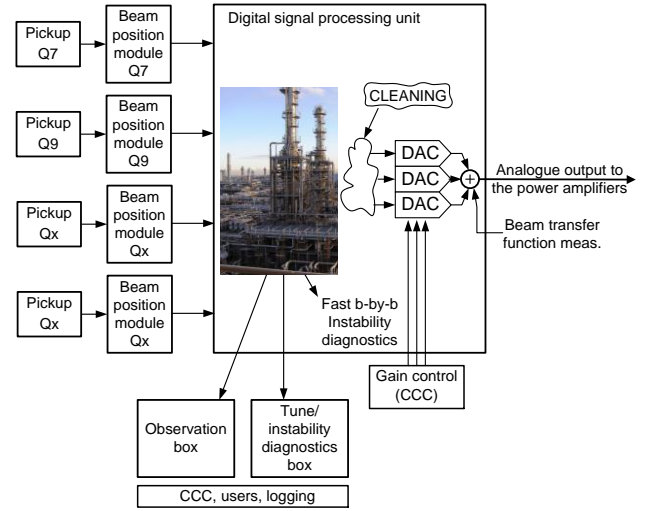 Pickup
Q7
Beam
position
module
Q7
Pickup
Q9
Beam
position
module
Q9
Pickup
Qx
Beam
position
module
Qx
Pickup
Qx
Beam
position
module
Qx
Digital signal processing unit
CLEANING
DAC
DAC
DAC
+
Analogue output to
the power amplifiers
Beam transfer
function meas.
Fast b-by-b
Instability
diagnostics
Gain control
(CCC)
Observation
box
Tune/
instability
diagnostics
box
CCC, users, logging